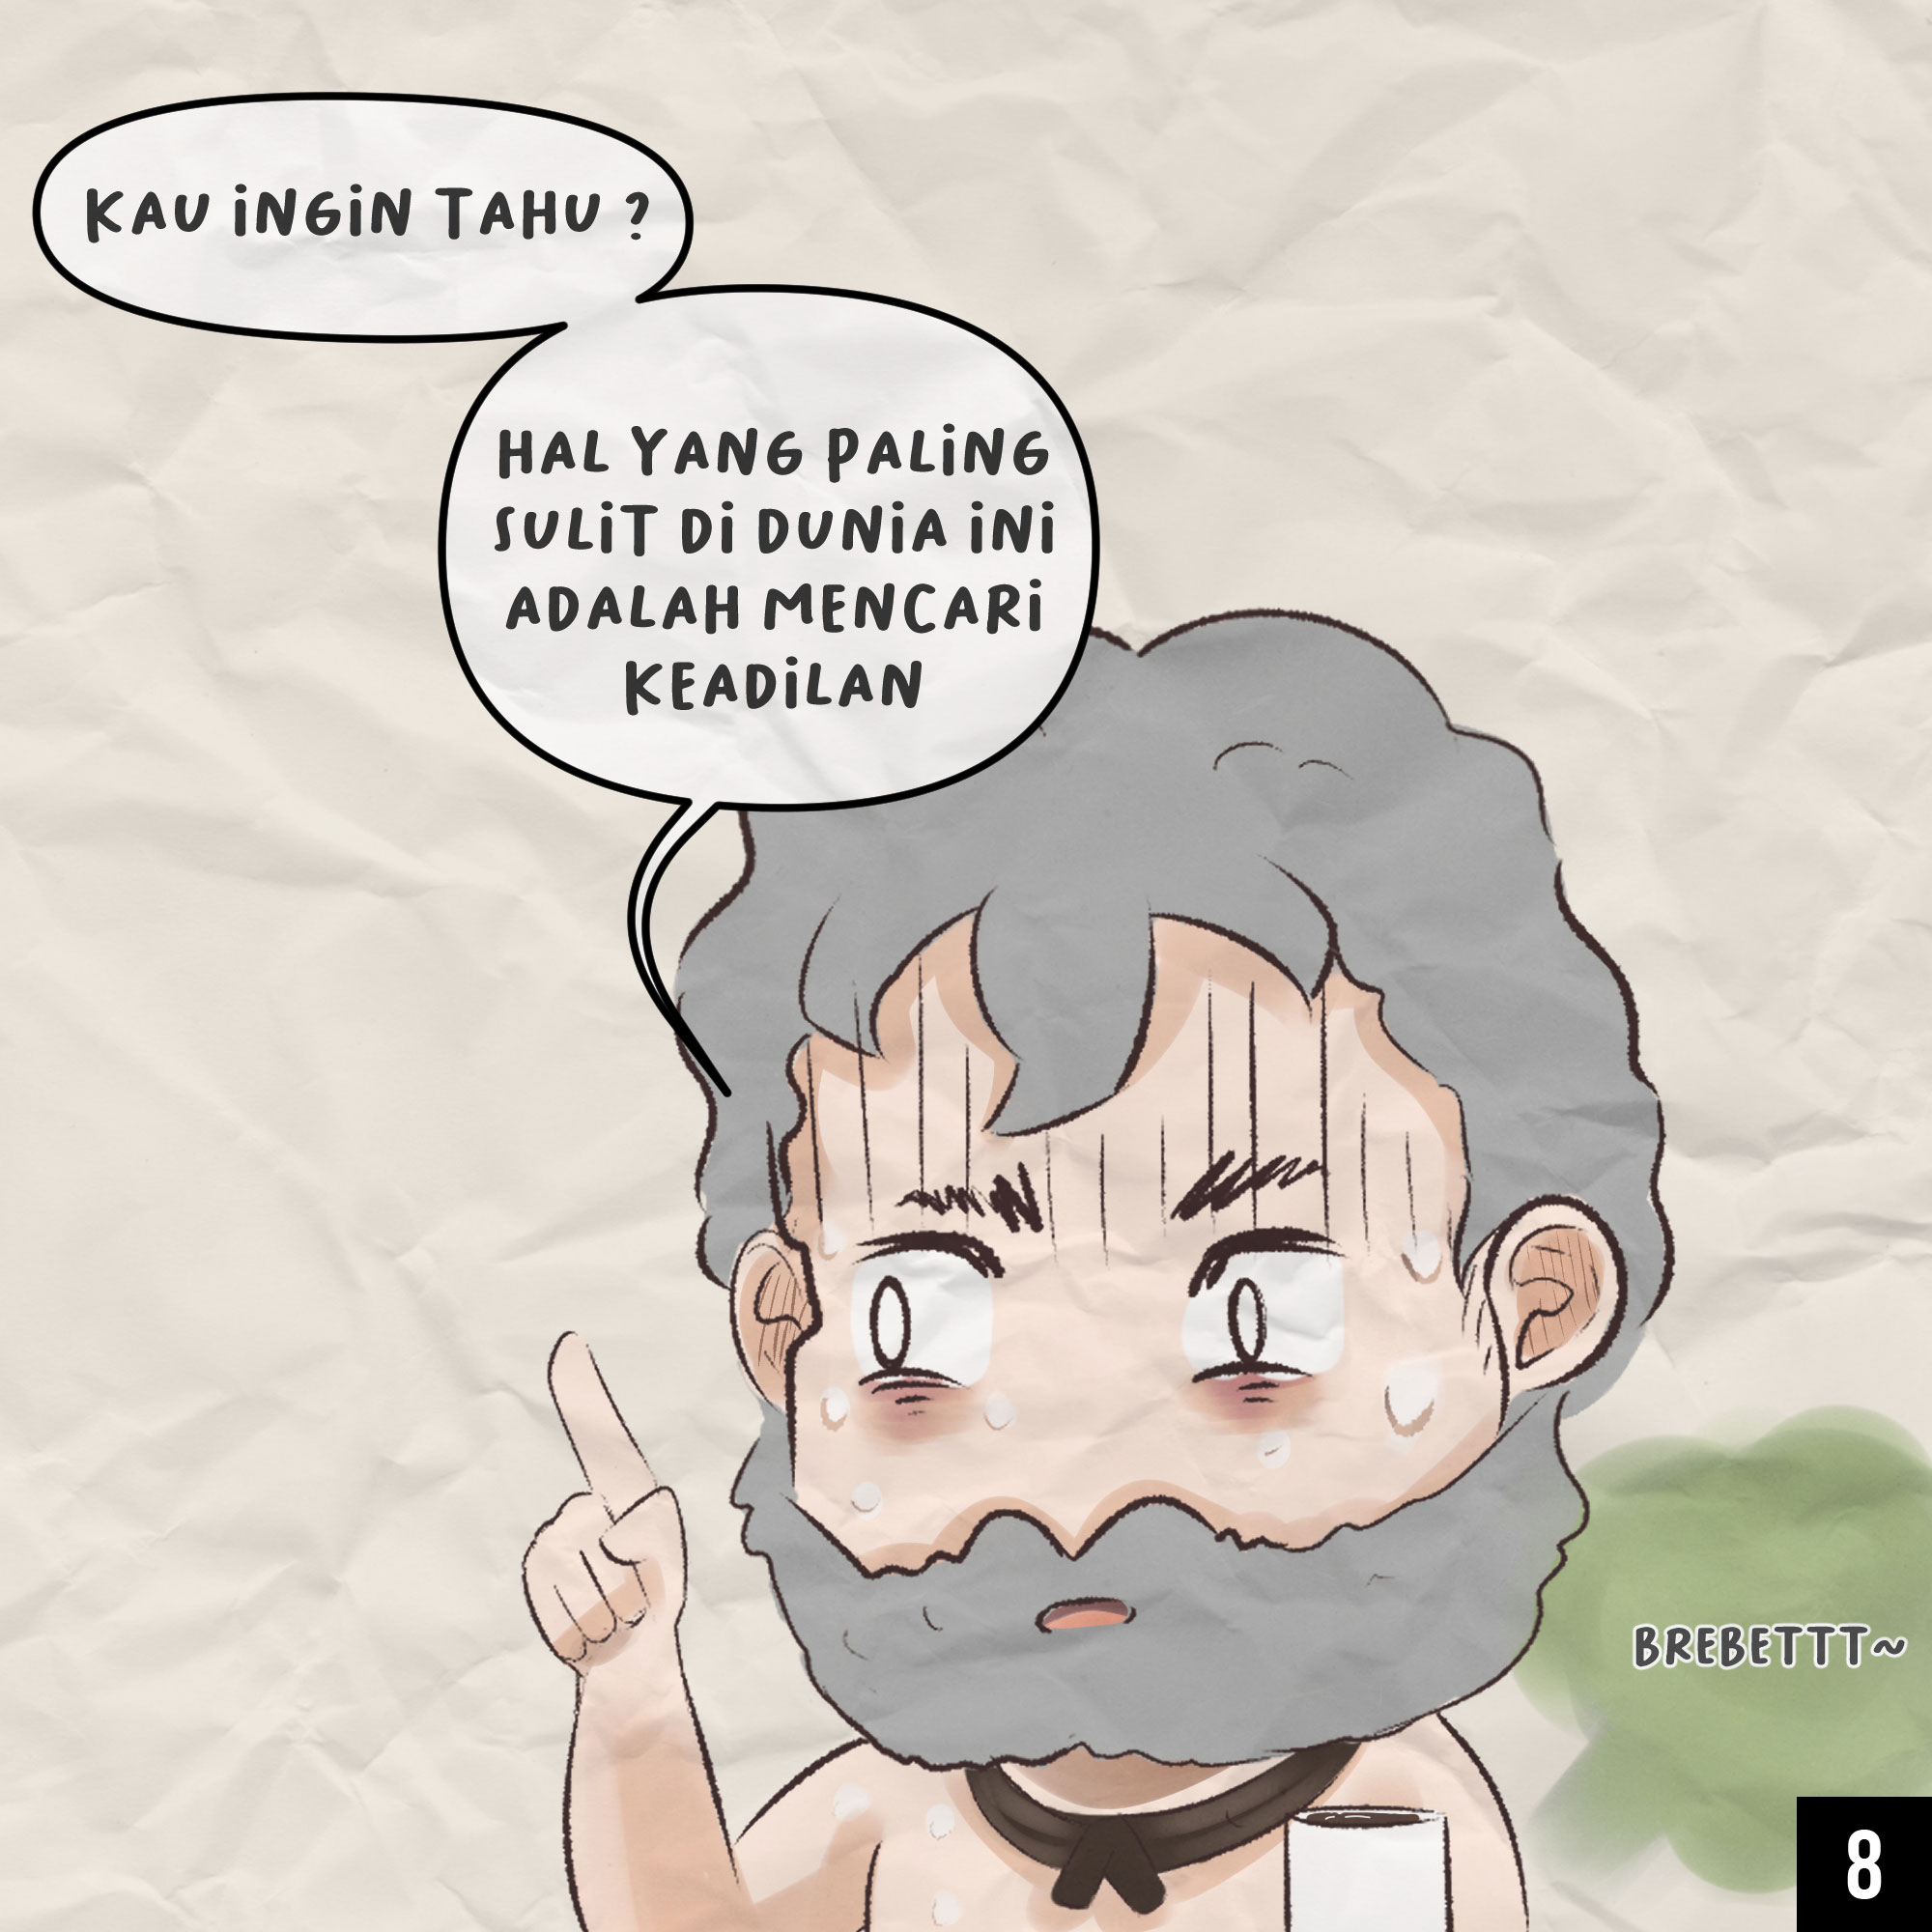 KAU INGIN TAHU ?
HAL YANG PALING
SULIT DI DUNIA INI
ADALAH MENCARI
KEADILAN
BREBETTT~
8